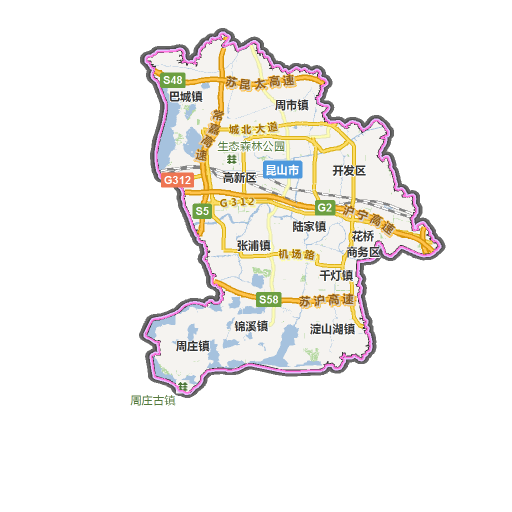 S48
苏昆太高速
巴城镇
周市镇
常嘉高速
城北大道
生态森林公园
昆山市
开发区
G312
高新区
S5
G312
G2
沪宁高速
陆家镇
花桥
商务区
张浦镇
机场路
千灯镇
S58
苏沪高速
锦溪镇
淀山湖镇
周庄镇
周庄古镇